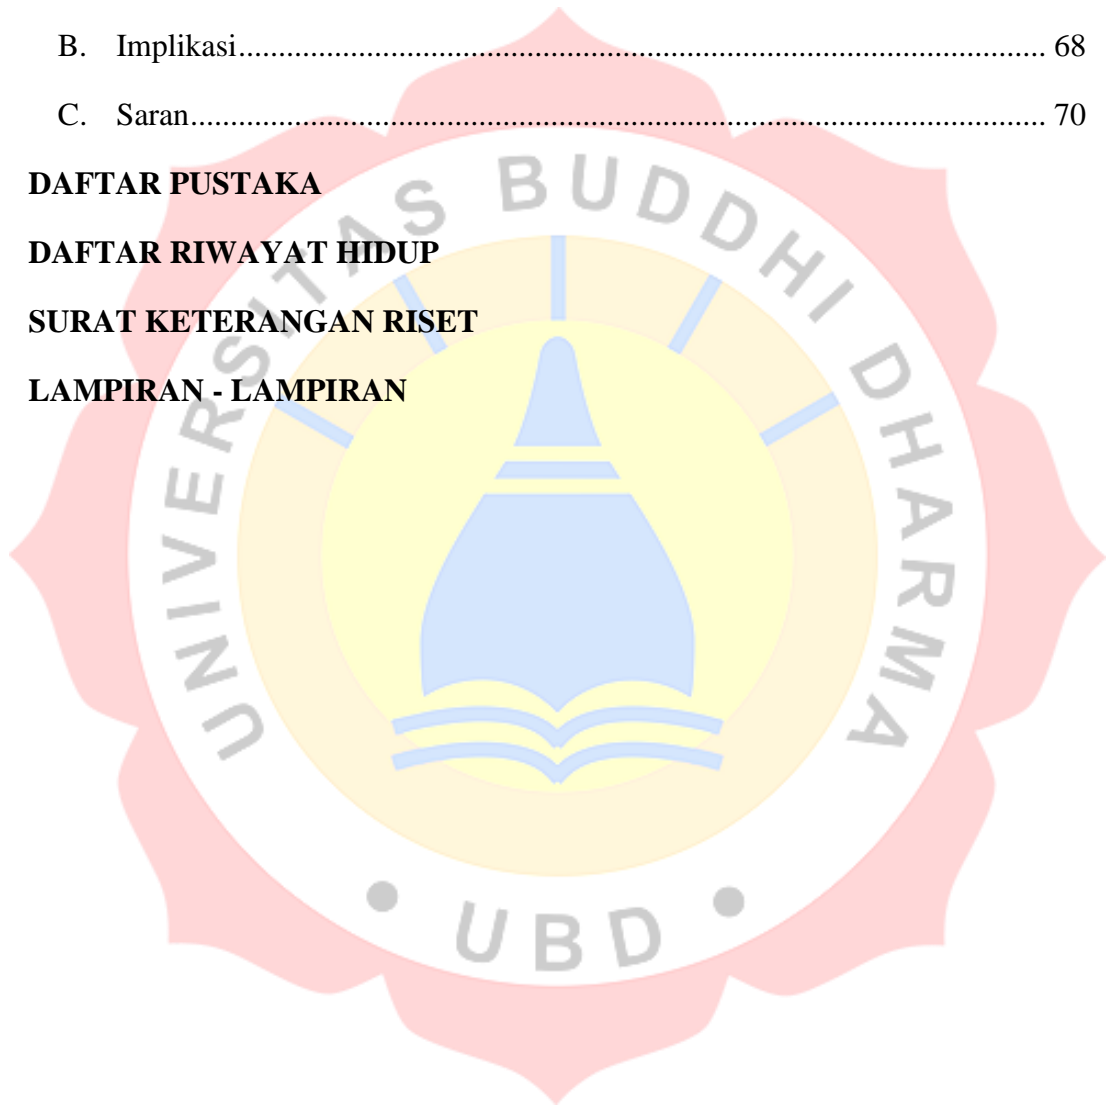 B. Implikasi..................................................................................................... 68
C. Saran........................................................................................................... 70
DAFTAR PUSTAKA
DAFTAR RIWAYAT HIDUP
SURAT KETERANGAN RISET
LAMPIRAN - LAMPIRAN
UNIVERSITAS BUDDHI DHARMA
• UBD •